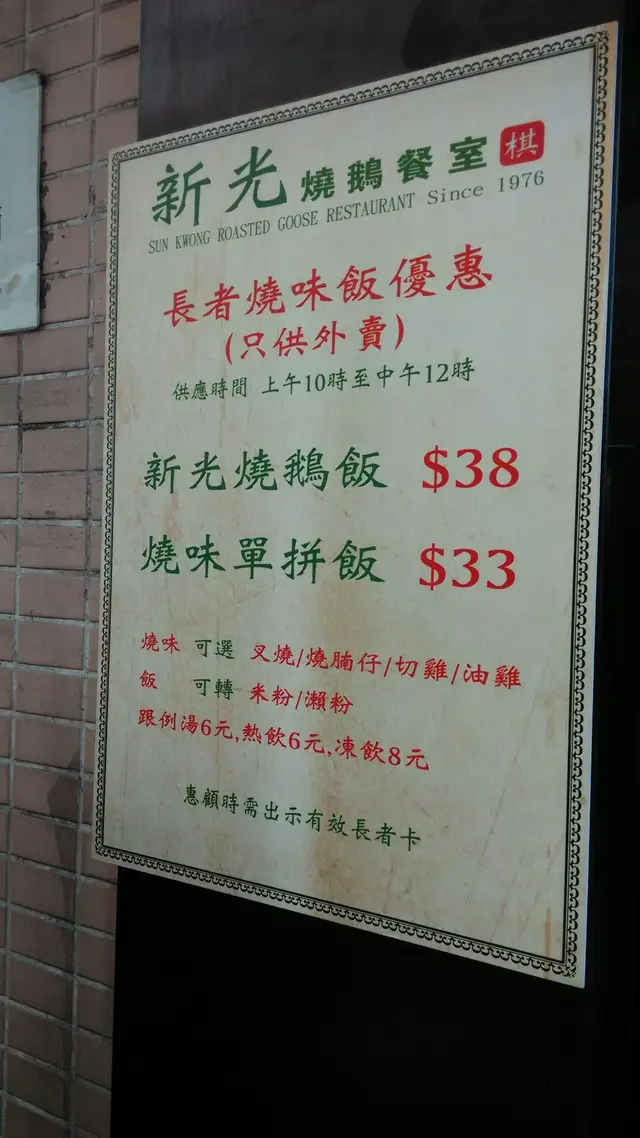 新光燒鵝餐室 棋
SUN KWONG ROASTED GOOSE RESTAURANT Since 1976
長者燒味飯優惠
(只供外賣)
供應時間 上午10時至中午12時
新光燒鵝飯 $38
燒味單拼飯 $33
燒味 可選 叉燒/燒腩仔/切雞/油雞
飯 可轉 米粉/瀨粉
跟例湯6元,熱飲6元,凍飲8元
惠顧時需出示有效長者卡